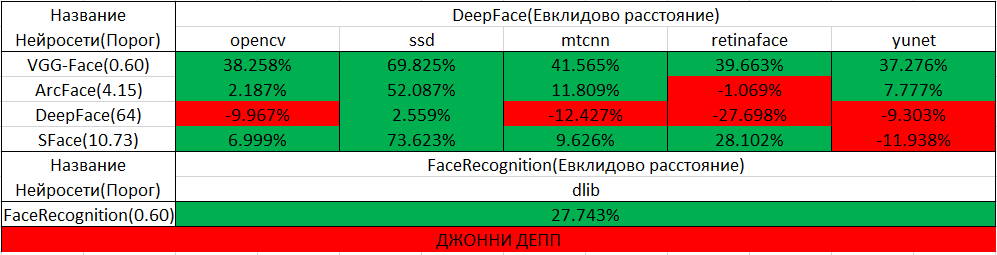 Название DeepFace(Евклидово расстояние)
Нейросети(Порог) opencv ssd mtcnn retinaface yunet
VGG-Face(0.60) 38.258% 69.825% 41.565% 39.663% 37.276%
ArcFace(4.15) 2.187% 52.087% 11.809% -1.069% 7.777%
DeepFace(64) -9.967% 2.559% -12.427% -27.698% -9.303%
SFace(10.73) 6.999% 73.623% 9.626% 28.102% -11.938%
Название FaceRecognition(Евклидово расстояние)
Нейросети(Порог) dlib
FaceRecognition(0.60) 27.743%
ДЖОННИ ДЕПП